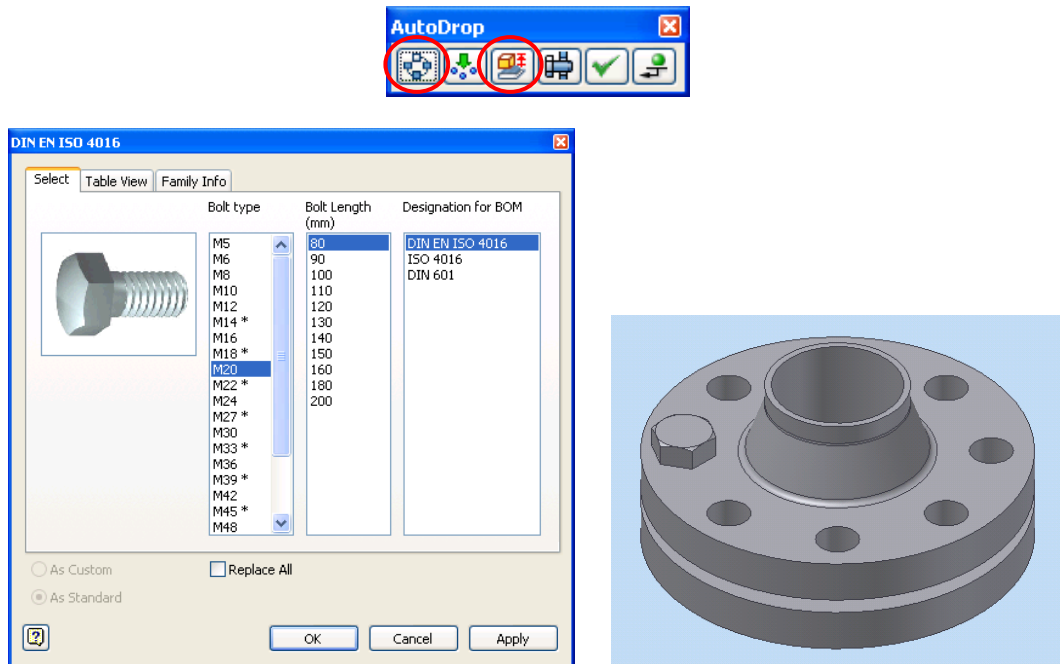 AutoDrop
DIN EN ISO 4016
Select Table View Family Info
Bolt type
Bolt Length
(mm)
Designation for BOM
M5
M6
M8
M10
M12
M14 *
M16
M18 *
M20
M22 *
M24
M27 *
M30
M33 *
M36
M39 *
M42
M45 *
M48
80
90
100
110
120
130
140
150
160
180
200
DIN EN ISO 4016
ISO 4016
DIN 601
As Custom
Replace All
As Standard
?
OK Cancel Apply